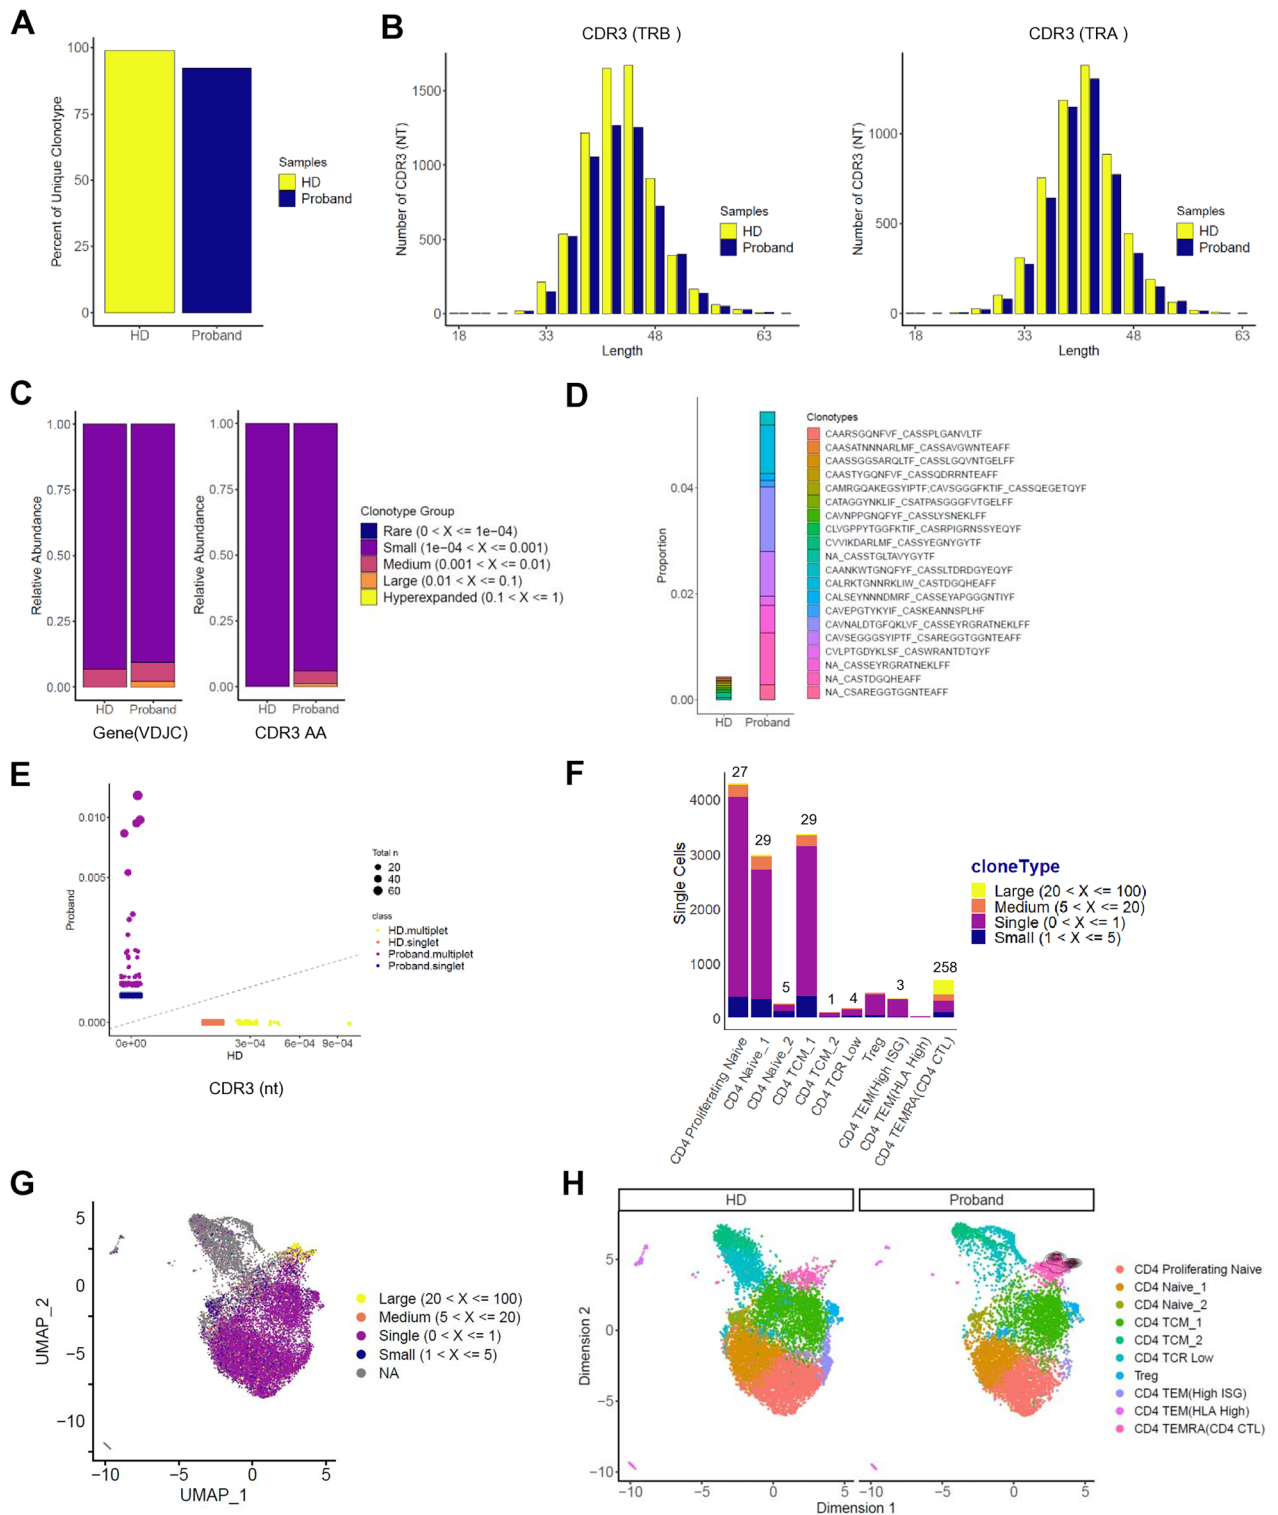 A
Percent of Unique Clonotype
100
75
50
25
0
HD
Proband
Samples
HD
Proband
B
CDR3 (TRB )
Number of CDR3 (NT)
1500
1000
500
0
18
33
48
63
Length
Samples
HD
Proband
CDR3 (TRA )
Number of CDR3 (NT)
1000
500
0
18
33
48
63
Length
Samples
HD
Proband
C
Relative Abundance
1.00
0.75
0.50
0.25
0.00
HD
Proband
Gene(VDJC)
Relative Abundance
1.00
0.75
0.50
0.25
0.00
HD
Proband
CDR3 AA
Clonotype Group
Rare (0 < X <= 1e-04)
Small (1e-04 < X <= 0.001)
Medium (0.001 < X <= 0.01)
Large (0.01 < X <= 0.1)
Hyperexpanded (0.1 < X <= 1)
D
Proportion
0.04
0.02
0.00
HD
Proband
Clonotypes
CAARSGQNFVF_CASSPLGANVLTF
CAASATNNNARLMF_CASSAVGWNTEAFF
CAASSGGSARQLTF_CASSLGQVNTGELFF
CAASTYGQNFVF_CASSQDRRNTEAFF
CAMRGQAKEGSYIPTF;CAVSGGGFKTIF_CASSQEGETQYF
CATAGGYNKLIF_CSATPASGGGFVTGELFF
CAVNPPGNQFYF_CASSLYSNEKLFF
CLVGPPYTGGFKTIF_CASRPIGRNSSYEQYF
CVVIKDARLMF_CASSYEGNYGYTF
NA_CASSTGLTAVYGYTF
CAANKWTGNQFYF_CASSLTDRDGYEQYF
CALRKTGNNRKLIW_CASTDGQHEAFF
CALSEYNNNDMRF_CASSEYAPGGGNTIYF
CAVEPGTYKYIF_CASKEANNSPLHF
CAVNALDTGFQKLVF_CASSEYRGRATNEKLFF
CAVSEGGGSYIPTF_CSAREGGTGGNTEAFF
CVLPTGDYKLSF_CASWRANTDTQYF
NA_CASSEYRGRATNEKLFF
NA_CASTDGQHEAFF
NA_CSAREGGTGGNTEAFF
E
Proband
0.010
0.005
0.000
0e+00
3e-04
6e-04
9e-04
HD
CDR3 (nt)
Total n
20
40
60
class
HD.multiplet
HD.singlet
Proband.multiplet
Proband.singlet
F
Single Cells
4000
3000
2000
1000
0
27
29
5
29
1
4
3
258
CD4 Proliferating Naive
CD4 Naive_1
CD4 Naive_2
CD4 TCM_1
CD4 TCM_2
CD4 TCR Low
Treg
CD4 TEM(High ISG)
CD4 TEM(HLA High)
CD4 TEMRA(CD4 CTL)
cloneType
Large (20 < X <= 100)
Medium (5 < X <= 20)
Single (0 < X <= 1)
Small (1 < X <= 5)
G
UMAP_2
5
0
−5
−10
−10
−5
0
5
UMAP_1
Large (20 < X <= 100)
Medium (5 < X <= 20)
Single (0 < X <= 1)
Small (1 < X <= 5)
NA
H
HD
Proband
Dimension 2
5
0
−5
−10
−10
−5
0
5
−10
−5
0
5
Dimension 1
CD4 Proliferating Naive
CD4 Naive_1
CD4 Naive_2
CD4 TCM_1
CD4 TCM_2
CD4 TCR Low
Treg
CD4 TEM(High ISG)
CD4 TEM(HLA High)
CD4 TEMRA(CD4 CTL)